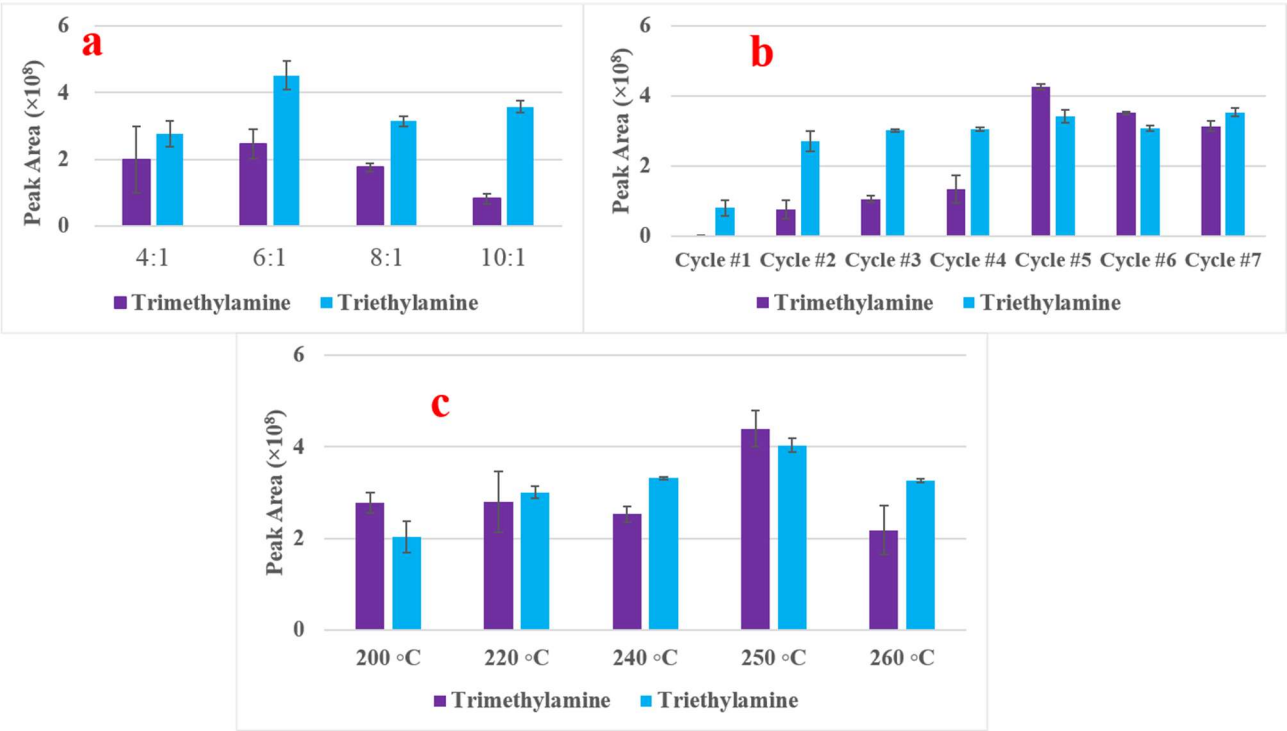 a
Peak Area (×10⁸)
6
4
2
0
4:1 6:1 8:1 10:1
Trimethylamine Triethylamine
b
Peak Area (×10⁸)
6
4
2
0
Cycle #1 Cycle #2 Cycle #3 Cycle #4 Cycle #5 Cycle #6 Cycle #7
Trimethylamine Triethylamine
c
Peak Area (×10⁸)
6
4
2
0
200 °C 220 °C 240 °C 250 °C 260 °C
Trimethylamine Triethylamine